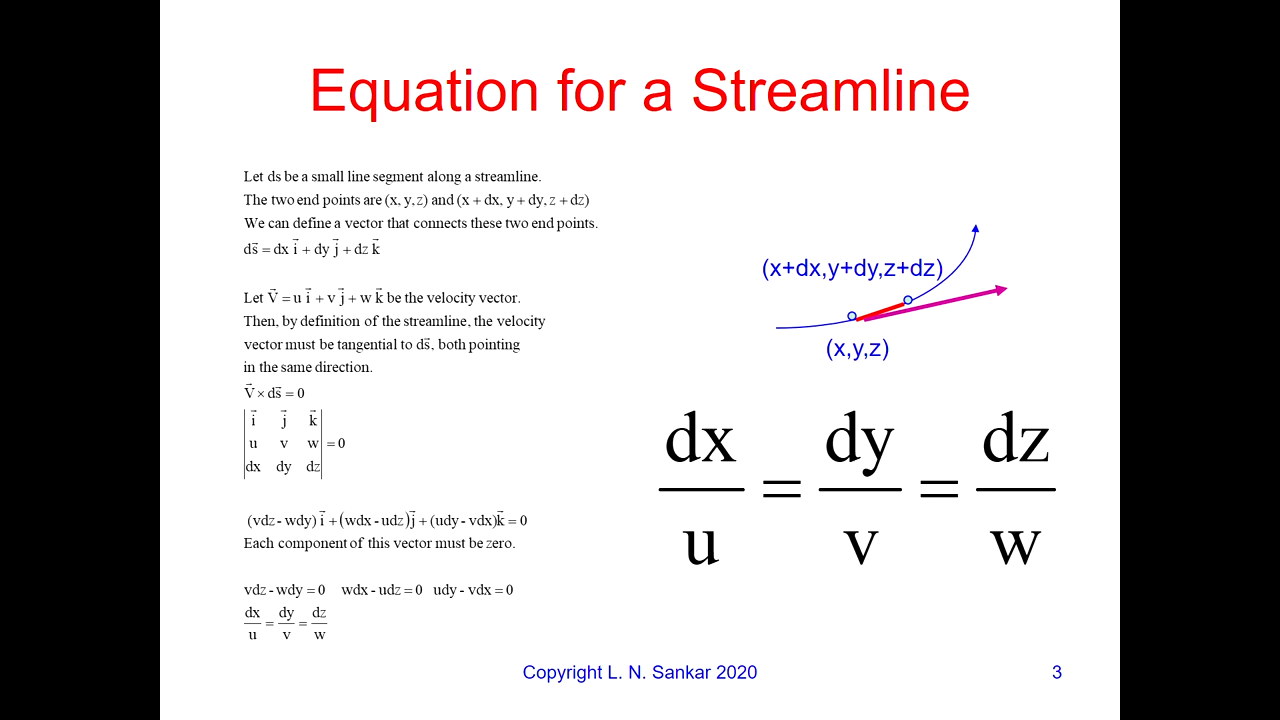 Equation for a Streamline
Let ds be a small line segment along a streamline.
The two end points are (x, y, z) and (x + dx, y + dy, z + dz)
We can define a vector that connects these two end points.
ds⃗ = dx i⃗ + dy j⃗ + dz k⃗
Let V⃗ = u i⃗ + v j⃗ + w k⃗ be the velocity vector.
Then, by definition of the streamline, the velocity
vector must be tangential to ds⃗, both pointing
in the same direction.
V⃗ × ds⃗ = 0
i⃗ j⃗ k⃗
u v w = 0
dx dy dz
(vdz - wdy) i⃗ + (wdx - udz) j⃗ + (udy - vdx) k⃗ = 0
Each component of this vector must be zero.
vdz - wdy = 0 wdx - udz = 0 udy - vdx = 0
dx/u = dy/v = dz/w
(x+dx,y+dy,z+dz)
(x,y,z)
dx/u = dy/v = dz/w
Copyright L. N. Sankar 2020
3